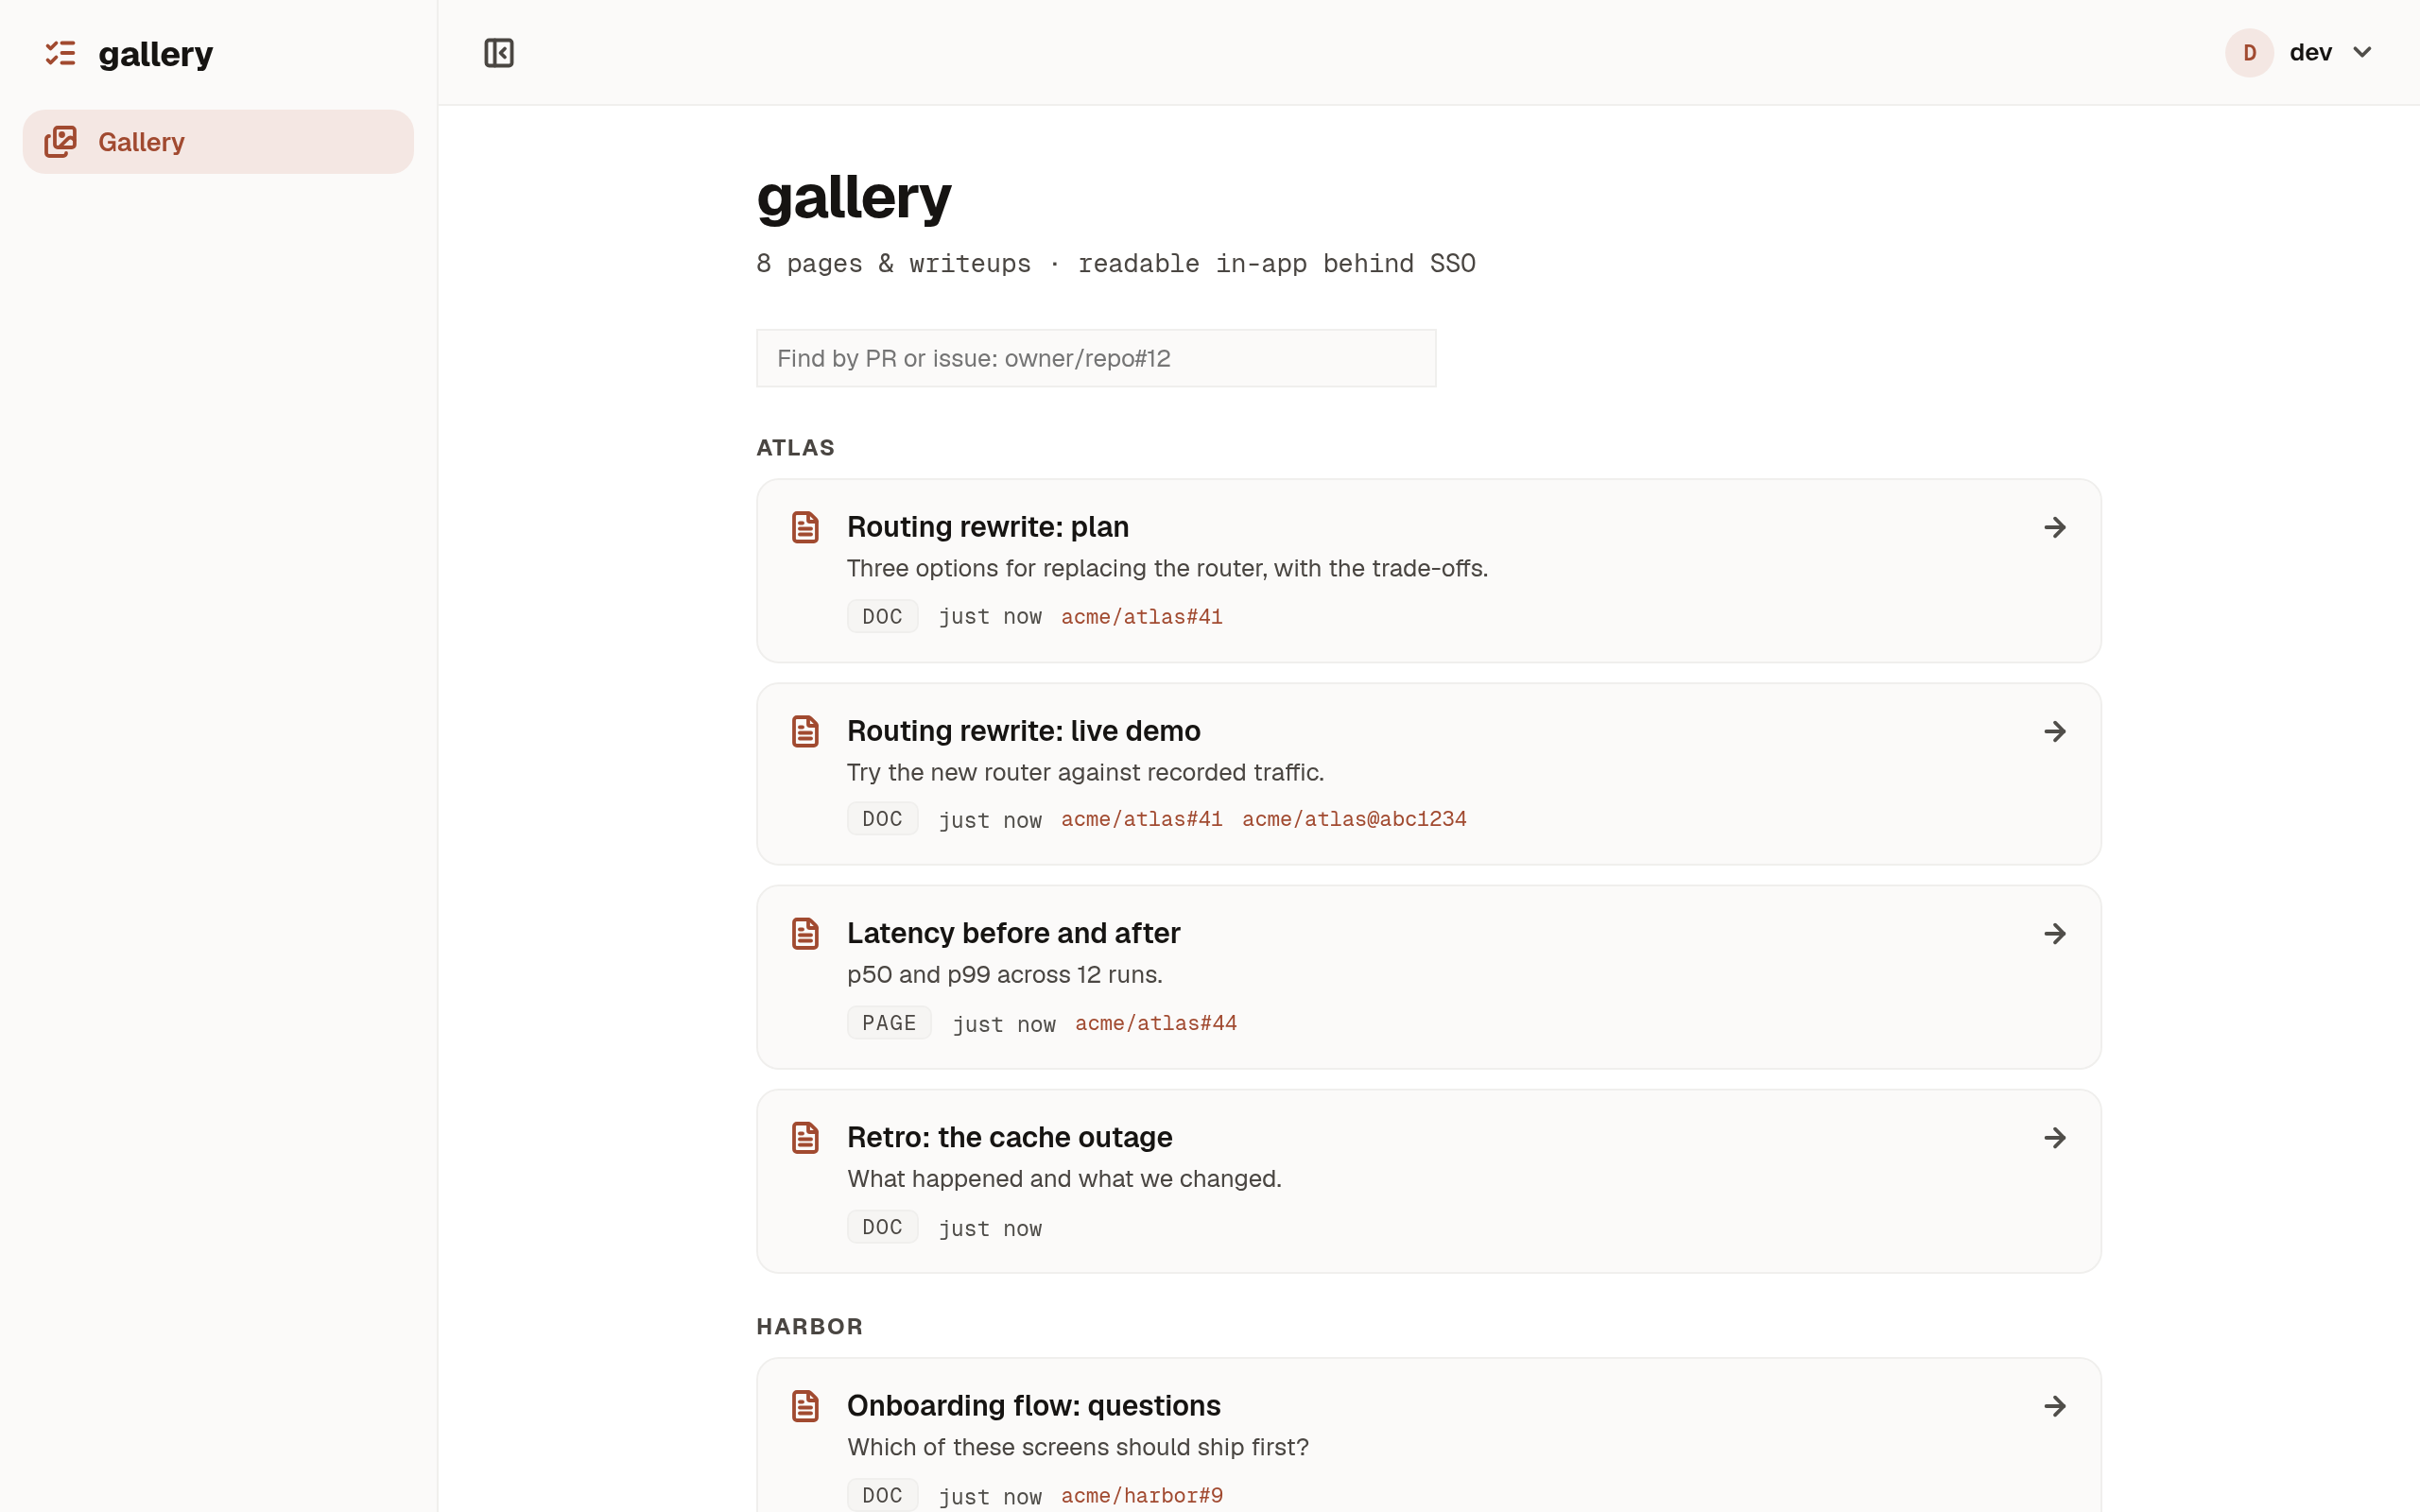 gallery
Gallery
D dev
gallery
8 pages & writeups · readable in-app behind SSO
Find by PR or issue: owner/repo#12
ATLAS
Routing rewrite: plan
Three options for replacing the router, with the trade-offs.
DOC just now acme/atlas#41
Routing rewrite: live demo
Try the new router against recorded traffic.
DOC just now acme/atlas#41 acme/atlas@abc1234
Latency before and after
p50 and p99 across 12 runs.
PAGE just now acme/atlas#44
Retro: the cache outage
What happened and what we changed.
DOC just now
HARBOR
Onboarding flow: questions
Which of these screens should ship first?
DOC just now acme/harbor#9